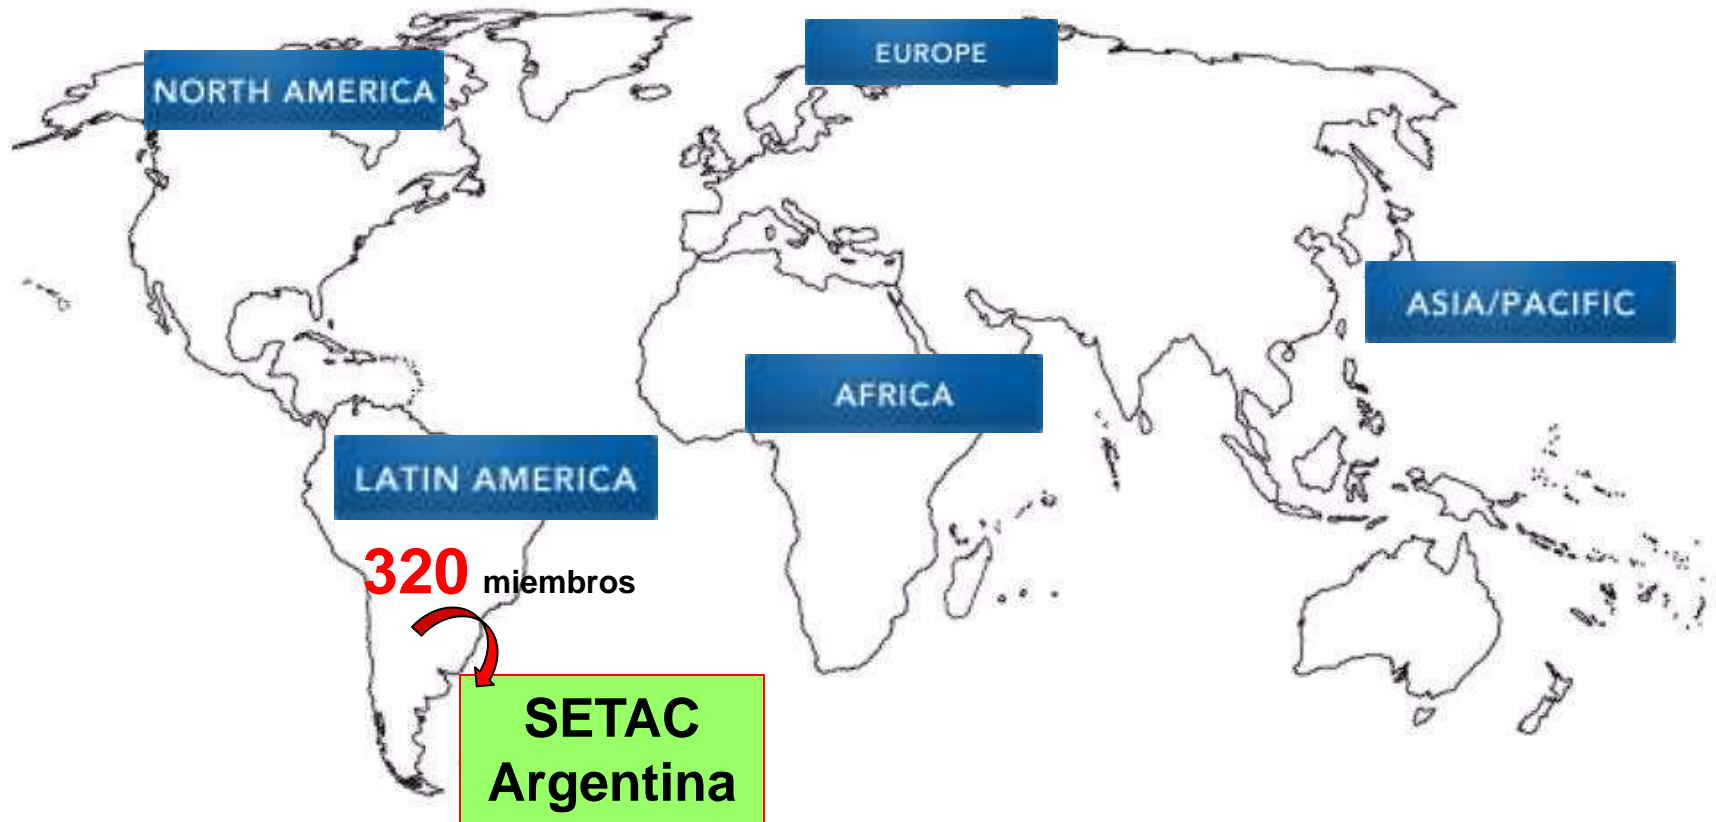 NORTH AMERICA
EUROPE
ASIA/PACIFIC
AFRICA
LATIN AMERICA
320 miembros
SETAC
Argentina